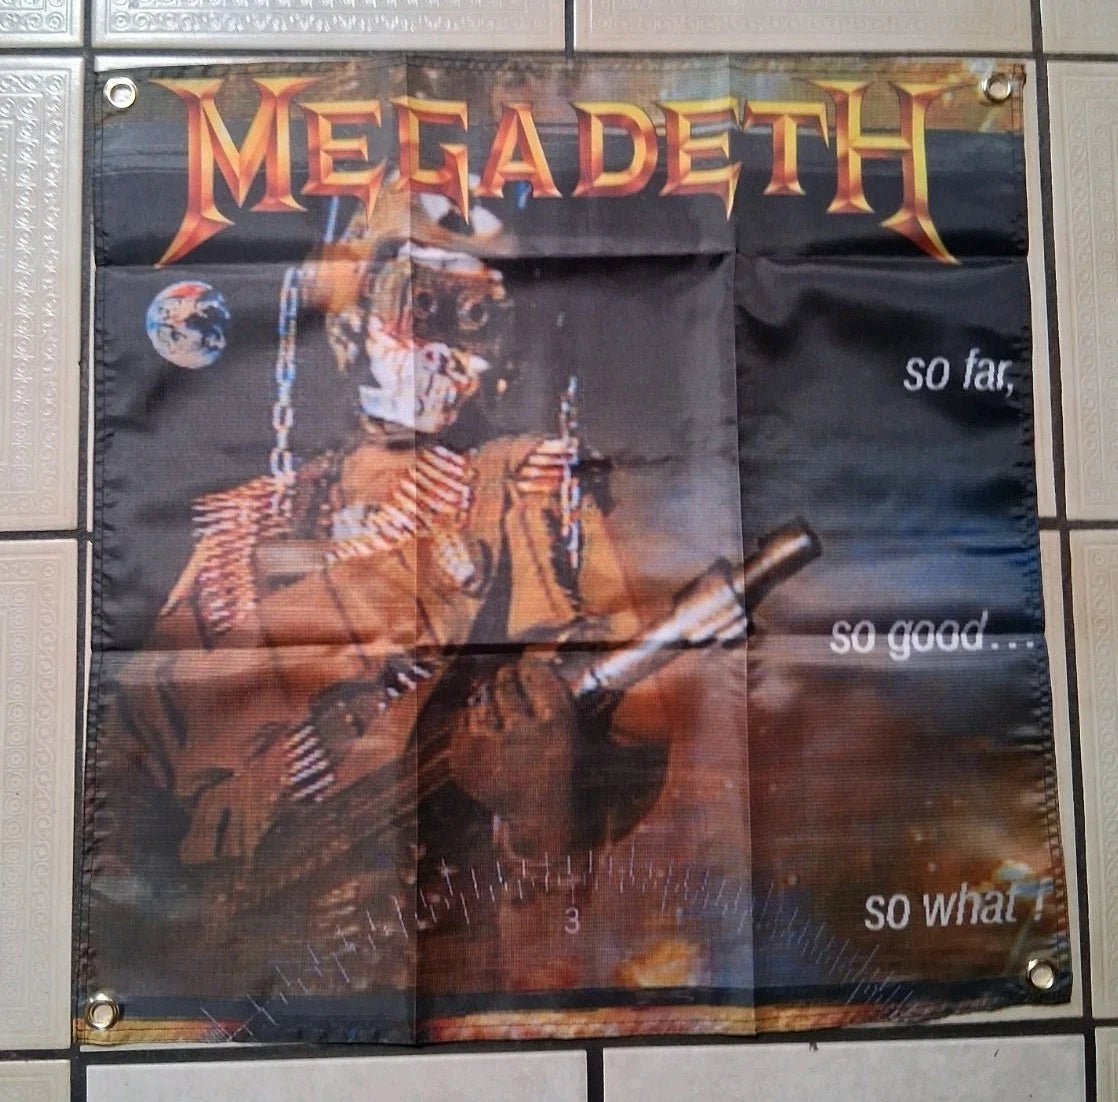 MEGADETH
so far,
so good...
so what !
3